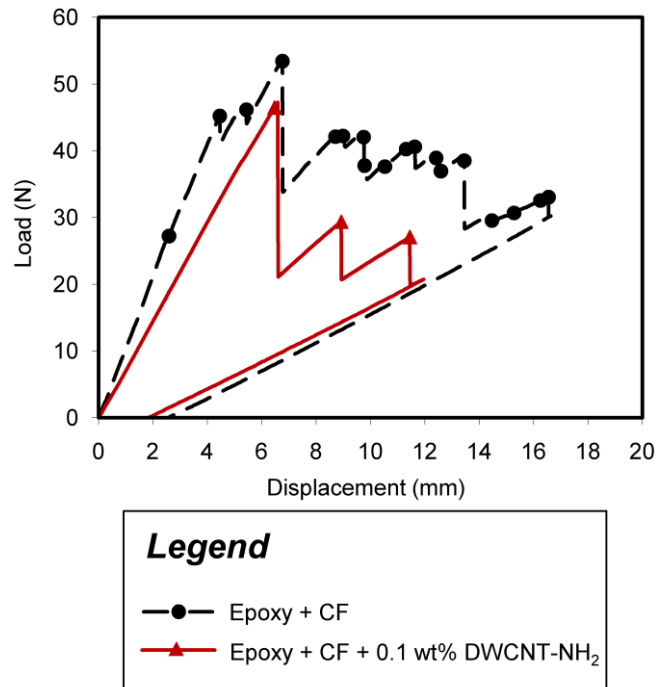 60
50
40
30
20
10
0
Load (N)
0 2 4 6 8 10 12 14 16 18 20
Displacement (mm)
Legend
Epoxy + CF
Epoxy + CF + 0.1 wt% DWCNT-NH₂